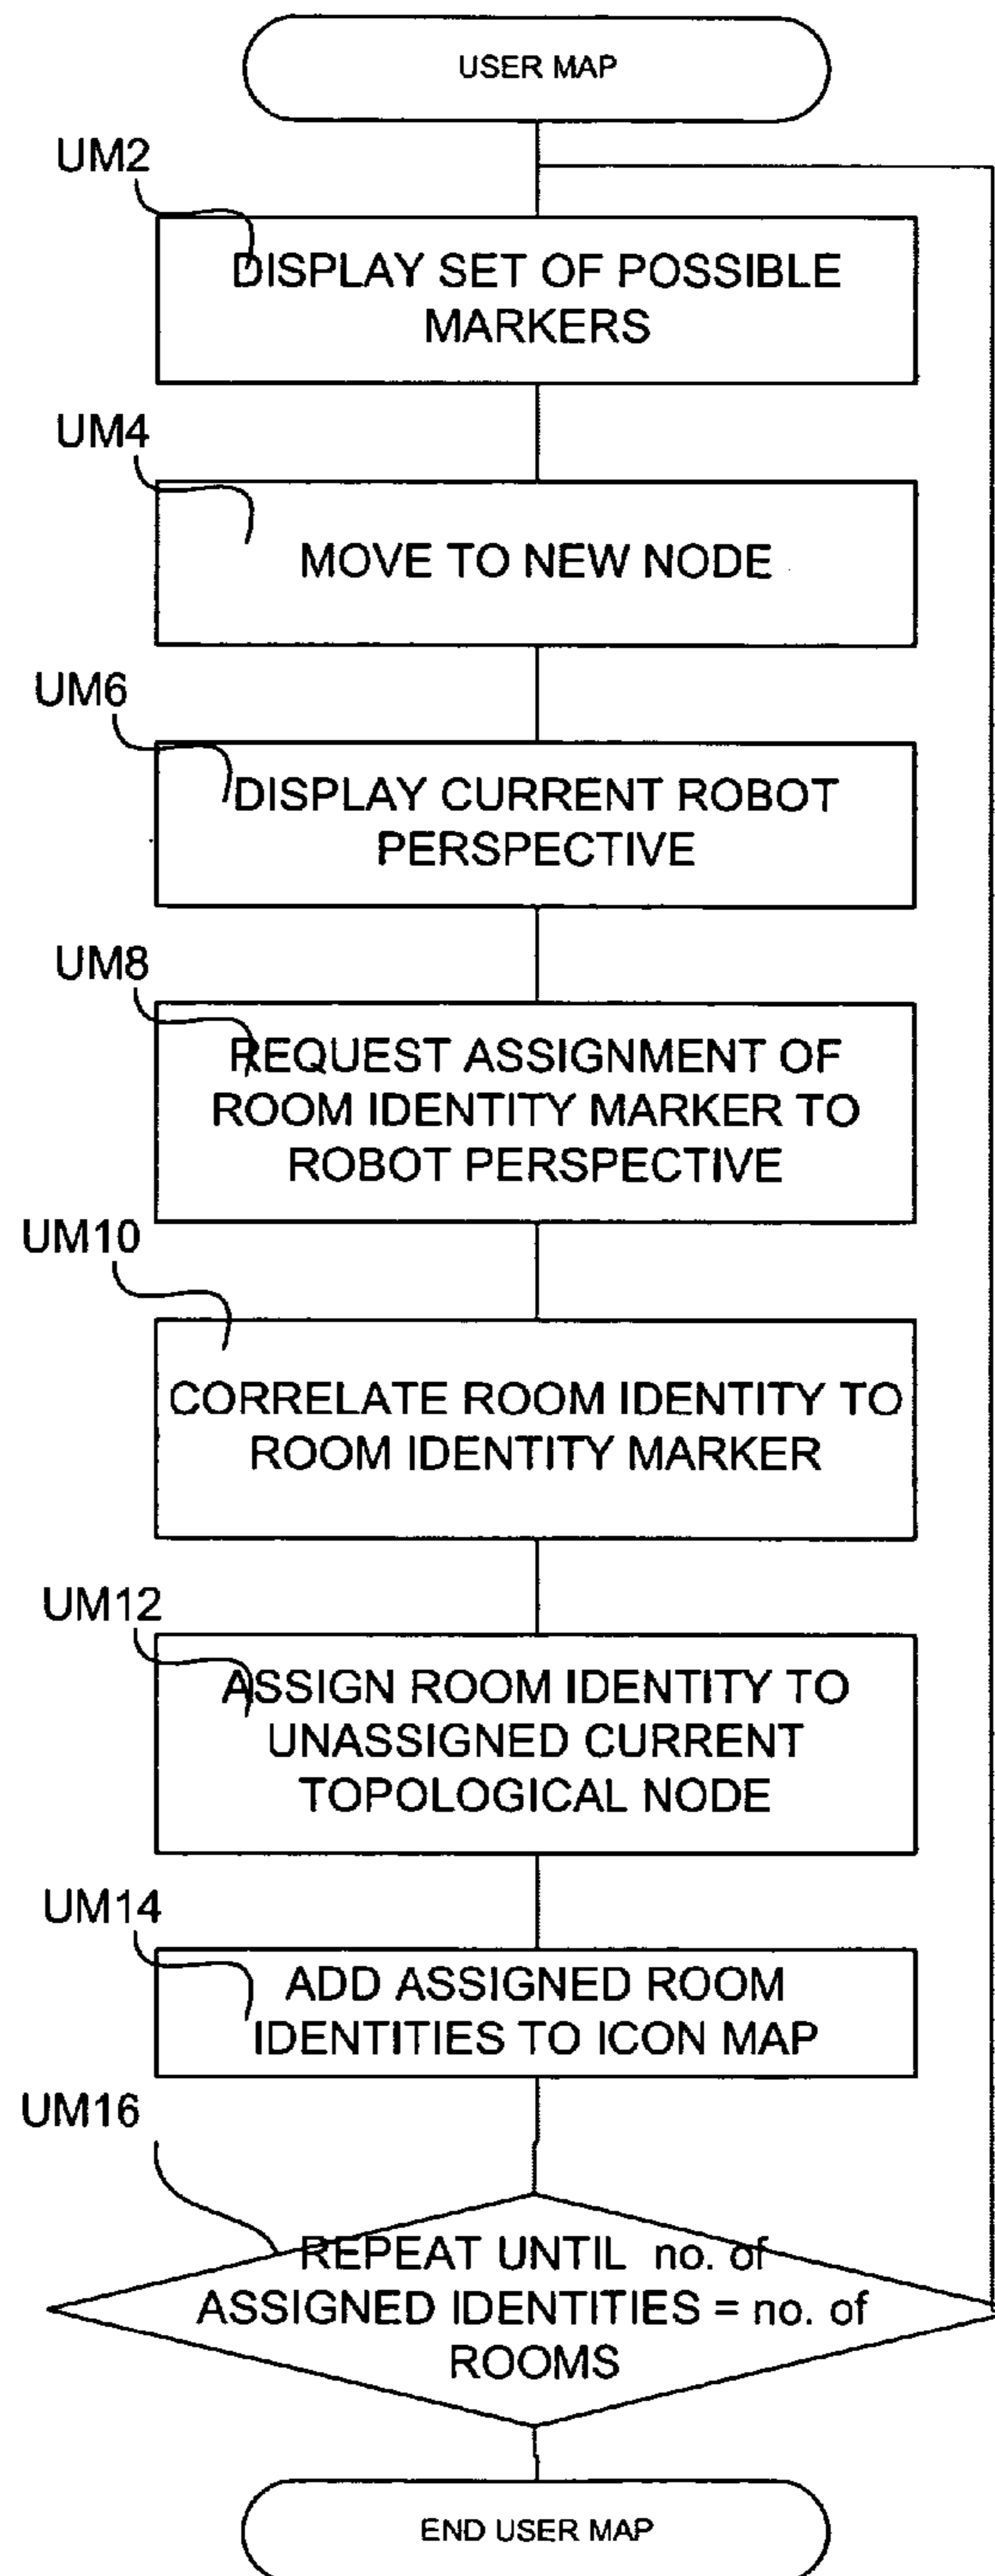 USER MAP
UM2
DISPLAY SET OF POSSIBLE
MARKERS
UM4
MOVE TO NEW NODE
UM6
DISPLAY CURRENT ROBOT
PERSPECTIVE
UM8
REQUEST ASSIGNMENT OF
ROOM IDENTITY MARKER TO
ROBOT PERSPECTIVE
UM10
CORRELATE ROOM IDENTITY TO
ROOM IDENTITY MARKER
UM12
ASSIGN ROOM IDENTITY TO
UNASSIGNED CURRENT
TOPOLOGICAL NODE
UM14
ADD ASSIGNED ROOM
IDENTITIES TO ICON MAP
UM16
REPEAT UNTIL no. of
ASSIGNED IDENTITIES = no. of
ROOMS
END USER MAP